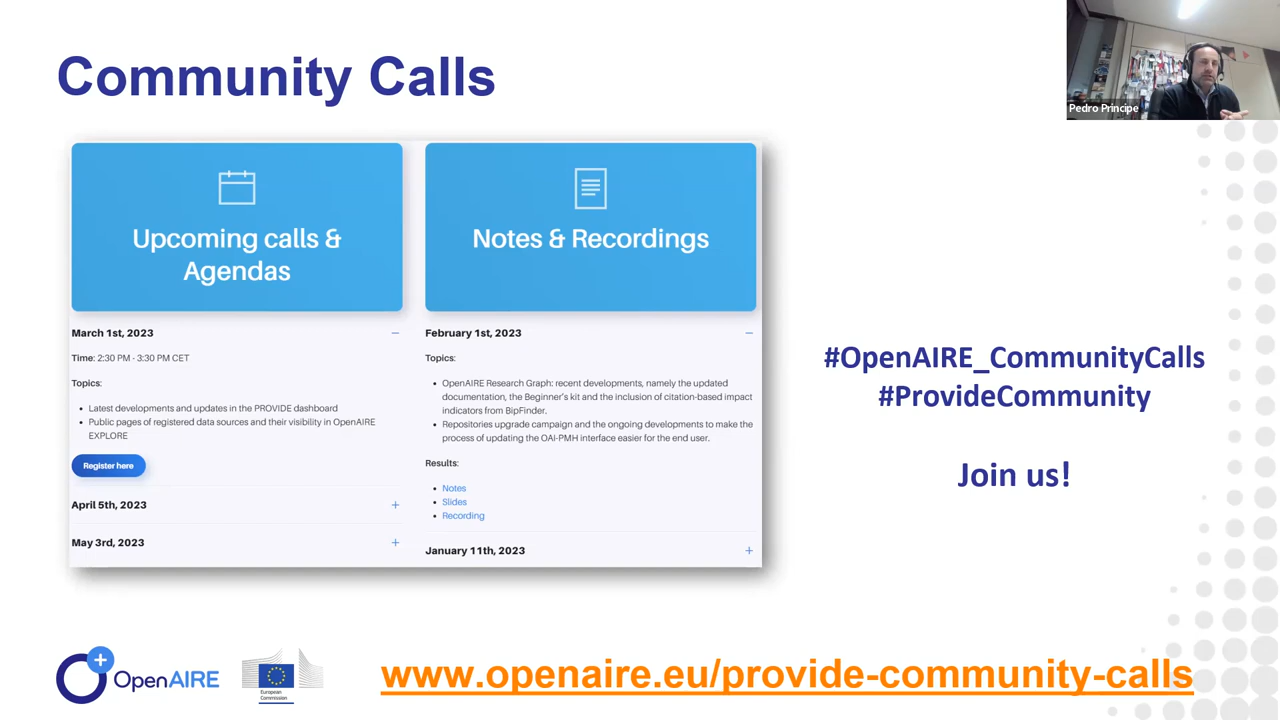 Community Calls
Pedro Príncipe
Upcoming calls &
Agendas
March 1st, 2023
Time: 2:30 PM - 3:30 PM CET
Topics:
Latest developments and updates in the PROVIDE dashboard
Public pages of registered data sources and their visibility in OpenAIRE
EXPLORE
Register here
April 5th, 2023
May 3rd, 2023
Notes & Recordings
February 1st, 2023
Topics:
OpenAIRE Research Graph: recent developments, namely the updated
documentation, the Beginner's kit and the inclusion of citation-based impact
indicators from BipFinder.
Repositories upgrade campaign and the ongoing developments to make the
process of updating the OAI-PMH interface easier for the end user.
Results:
Notes
Slides
Recording
January 11th, 2023
#OpenAIRE_CommunityCalls
#ProvideCommunity
Join us!
OpenAIRE
European
Commission
www.openaire.eu/provide-community-calls